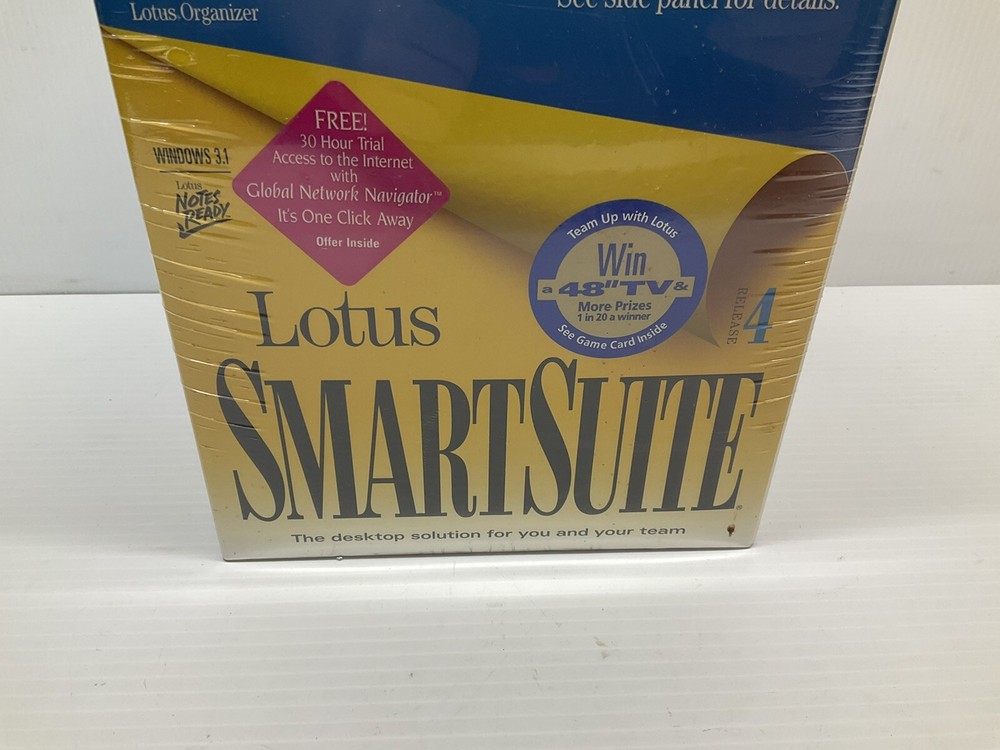 Lotus Organizer
See side panel for details.
WINDOWS 3.1
Lotus
NOTES
READY
FREE!
30 Hour Trial
Access to the Internet
with
Global Network Navigator™
It's One Click Away
Offer Inside
Team Up with Lotus
Win
a 48" TV &
More Prizes
1 in 20 a winner
See Game Card Inside
RELEASE 4
Lotus
SMARTSUITE
The desktop solution for you and your team